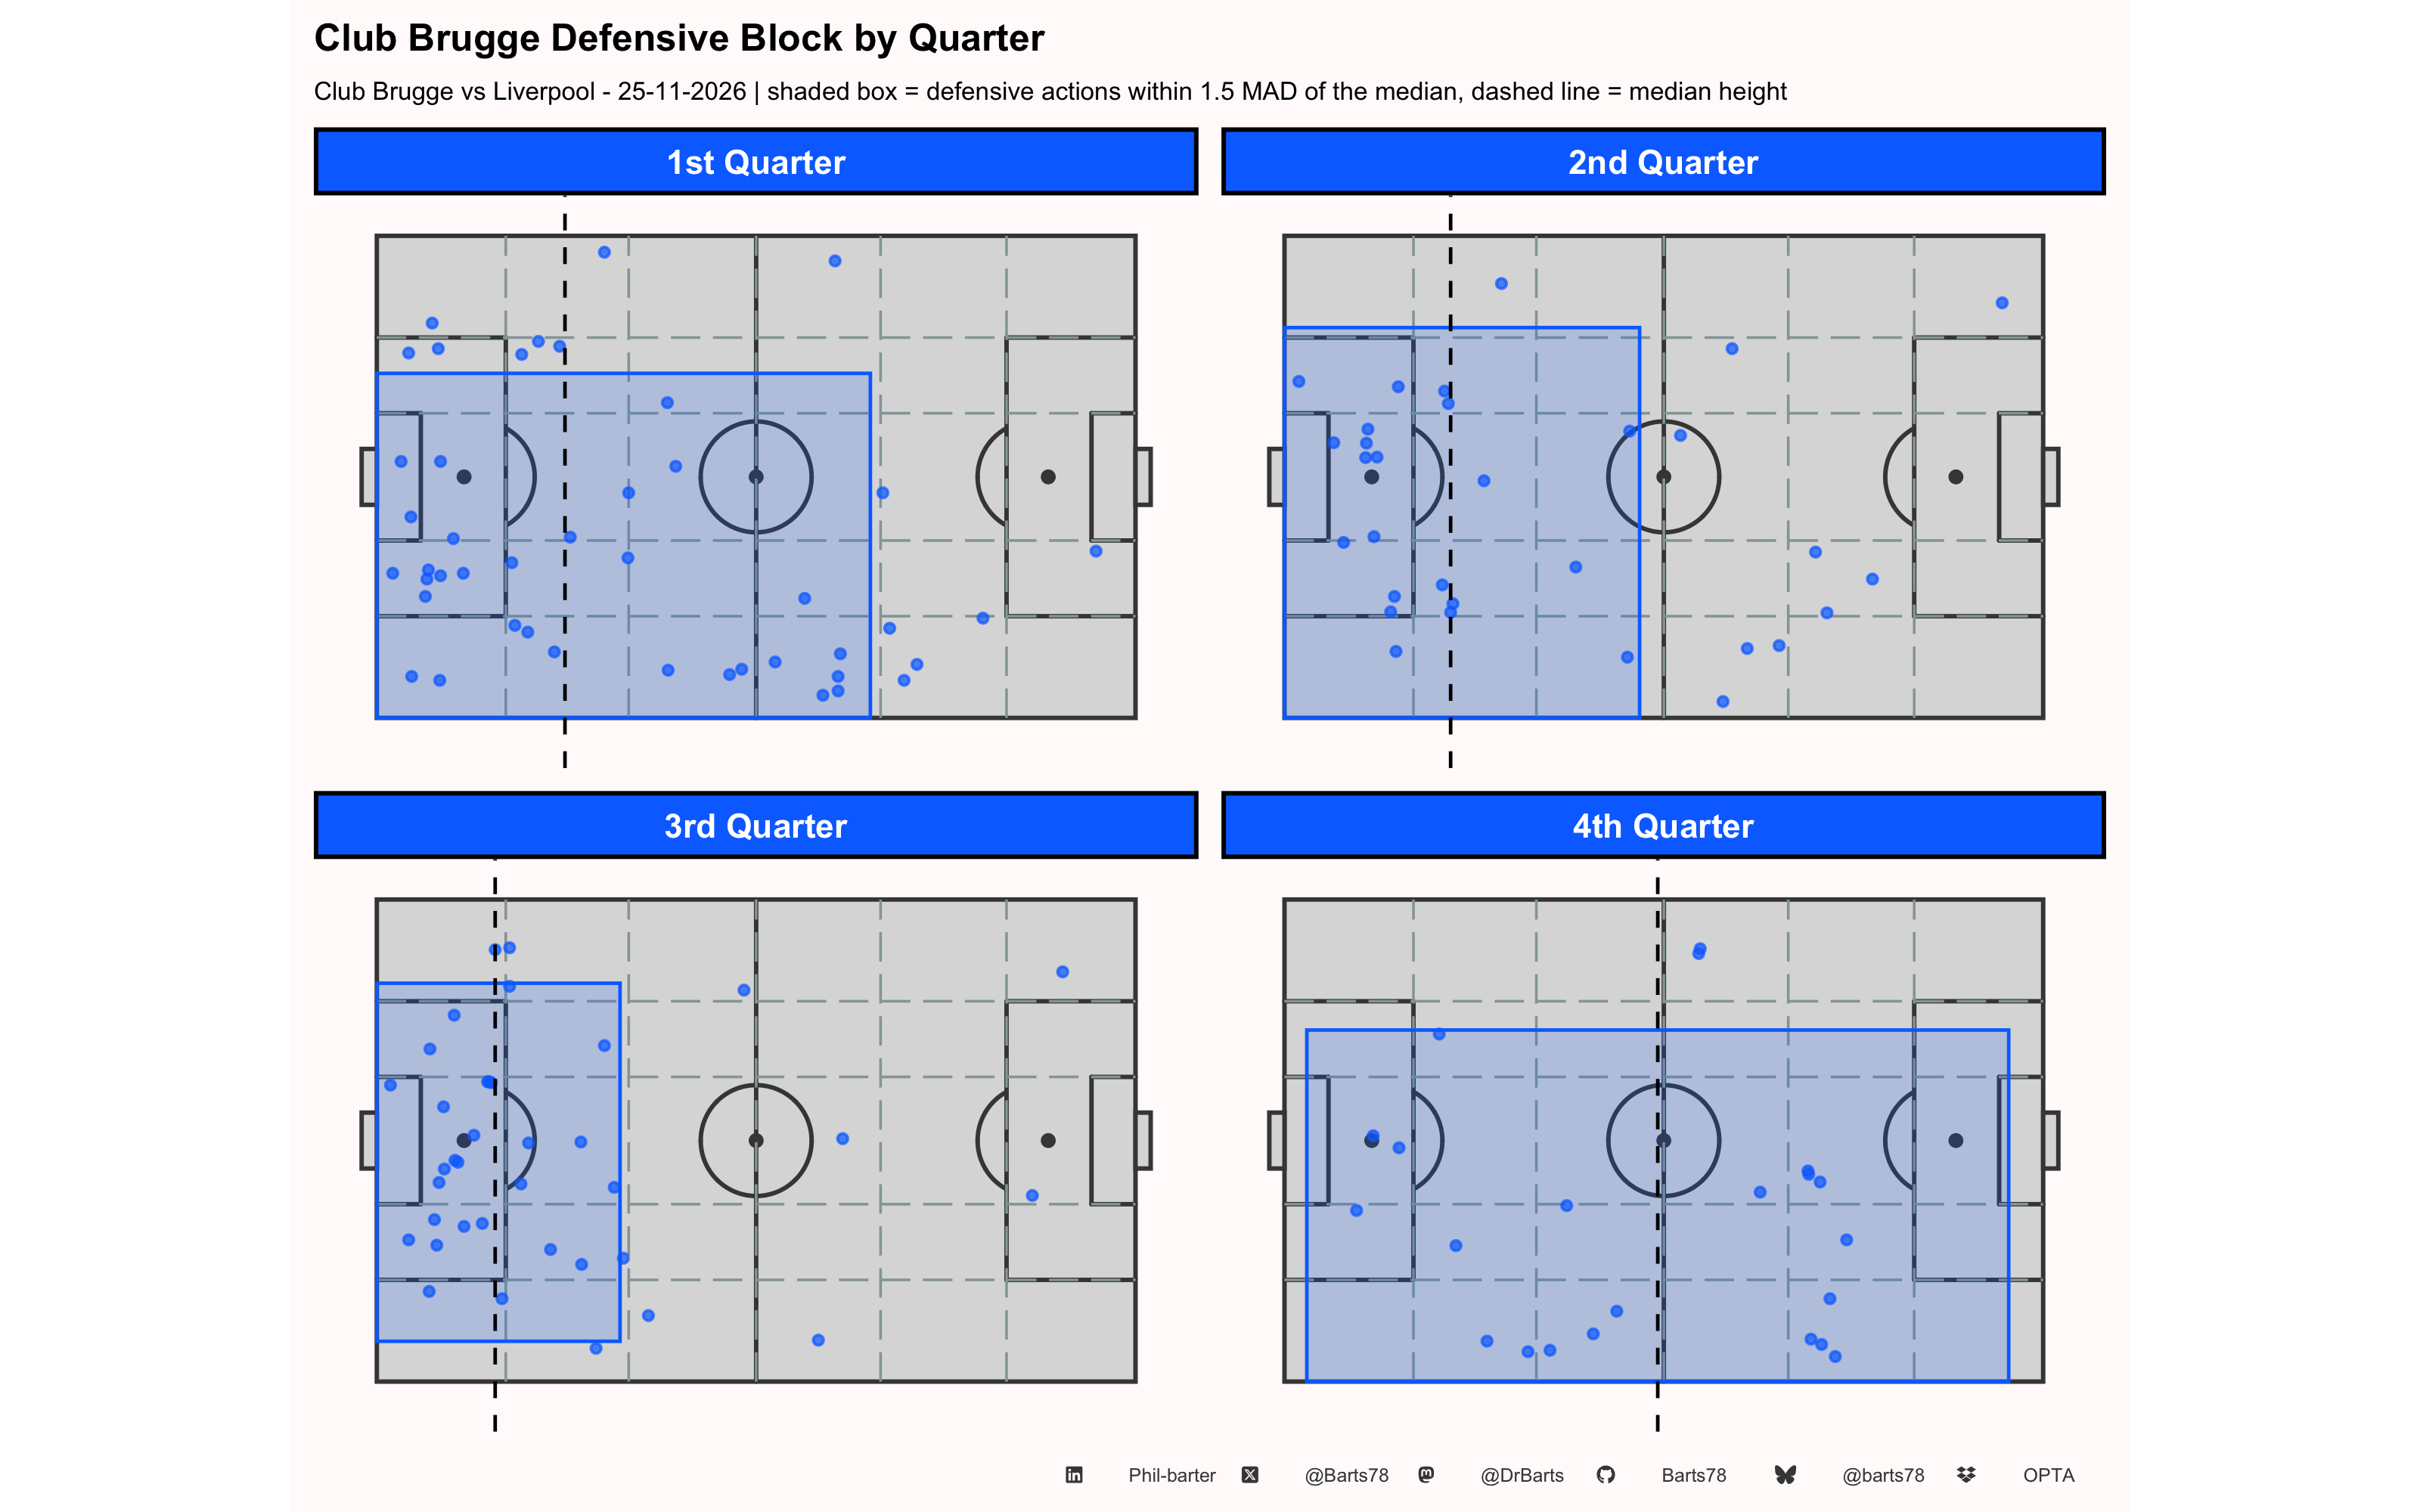 Club Brugge Defensive Block by Quarter
Club Brugge vs Liverpool - 25-11-2026 | shaded box = defensive actions within 1.5 MAD of the median, dashed line = median height
1st Quarter
2nd Quarter
3rd Quarter
4th Quarter
Phil-barter @Barts78 @DrBarts Barts78 @barts78 OPTA